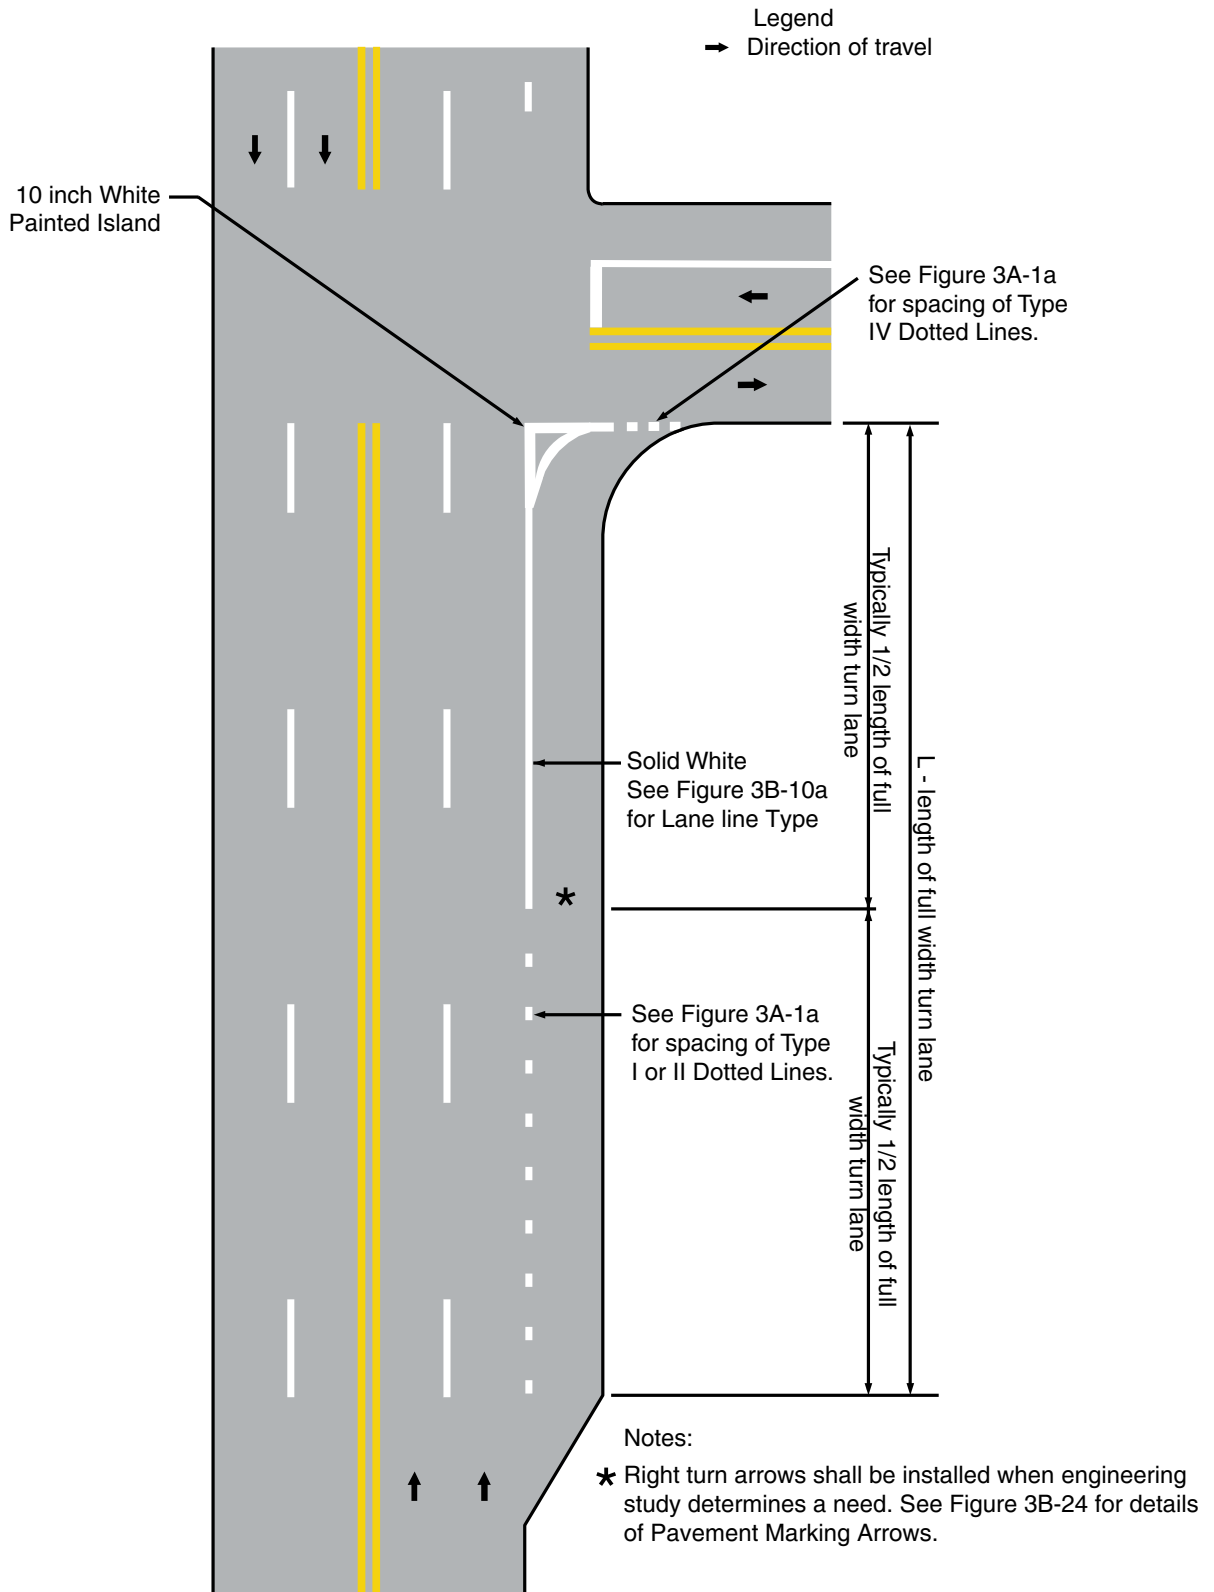 Legend
Direction of travel
10 inch White
Painted Island
See Figure 3A-1a
for spacing of Type
IV Dotted Lines.
Typically 1/2 length of full
width turn lane
L - length of full width turn lane
Solid White
See Figure 3B-10a
for Lane line Type
*
See Figure 3A-1a
for spacing of Type
I or II Dotted Lines.
Typically 1/2 length of full
width turn lane
Notes:
* Right turn arrows shall be installed when engineering
study determines a need. See Figure 3B-24 for details
of Pavement Marking Arrows.